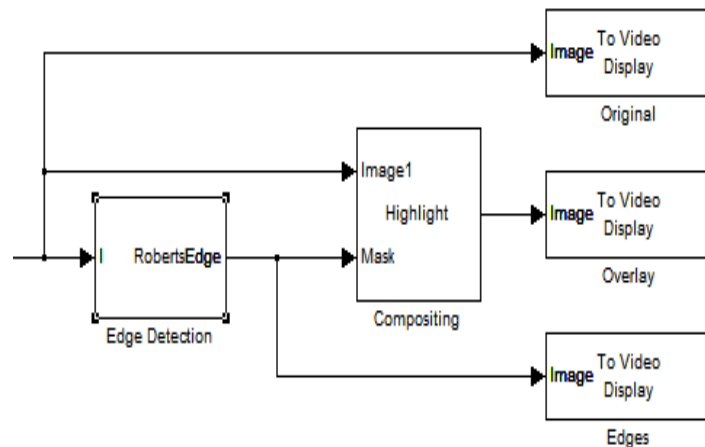 Image To Video
Display
Original
Image1
Highlight
Mask
Compositing
I RobertsEdge
Edge Detection
Image To Video
Display
Overlay
Image To Video
Display
Edges